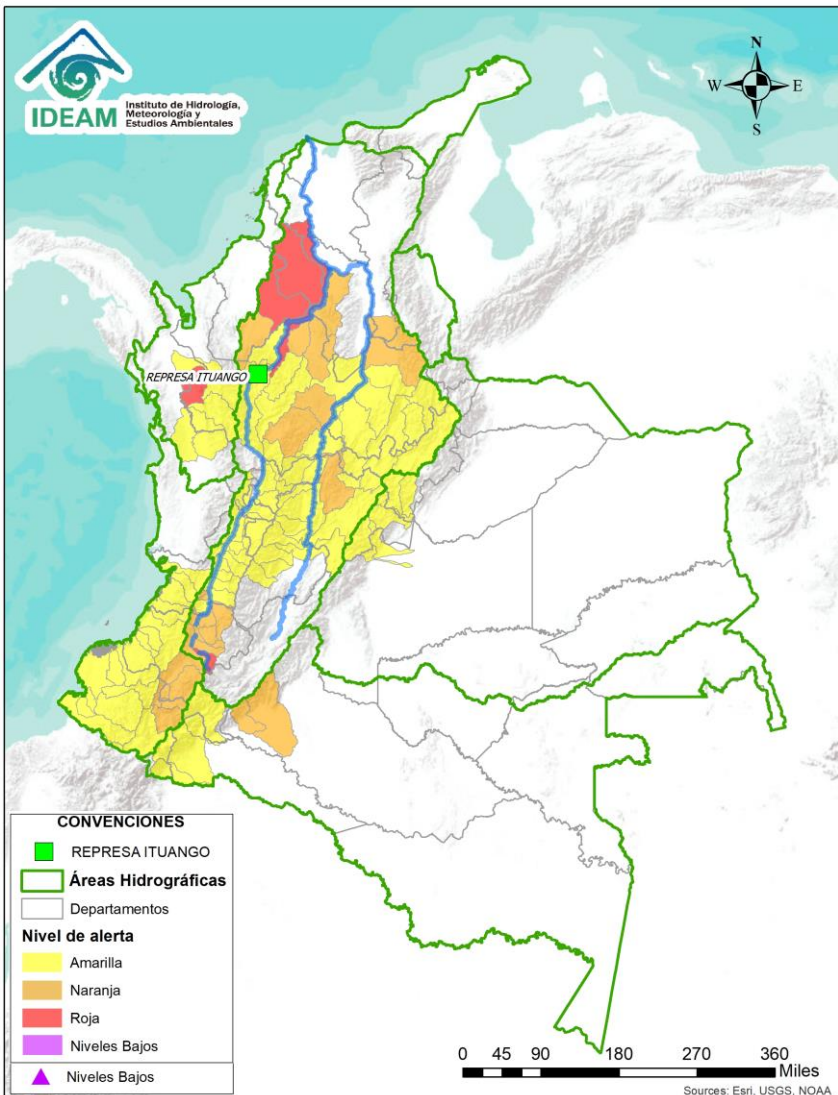 IDEAM
Instituto de Hidrología,
Meteorología y
Estudios Ambientales
N
W
E
S
REPRESA ITUANGO
CONVENCIONES
REPRESA ITUANGO
Áreas Hidrográficas
Departamentos
Nivel de alerta
Amarilla
Naranja
Roja
Niveles Bajos
Niveles Bajos
0 45 90 180 270 360
Miles
Sources: Esri, USGS, NOAA